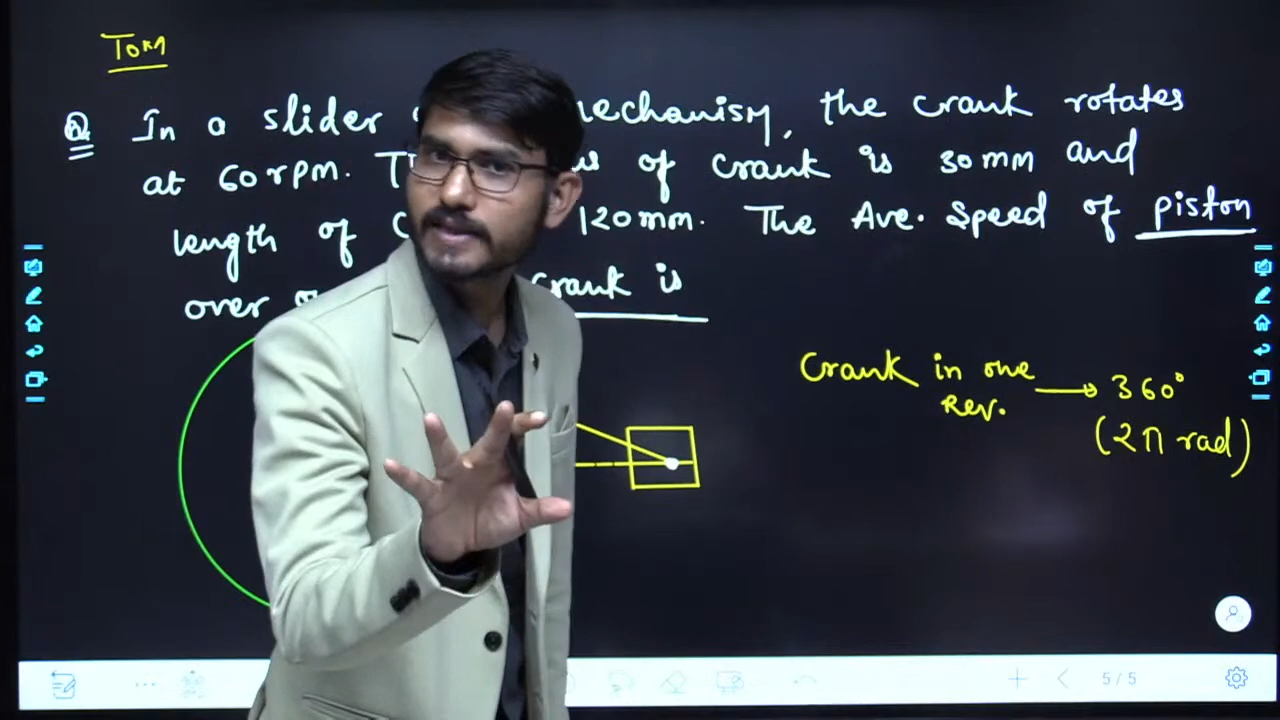 TOM
Q In a slider mechanism, the crank rotates
at 60 rpm. of crank is 30 mm and
length of 120 mm. The Ave. Speed of piston
over crank is
Crank in one Rev. → 360°
(2π rad)
5 / 5